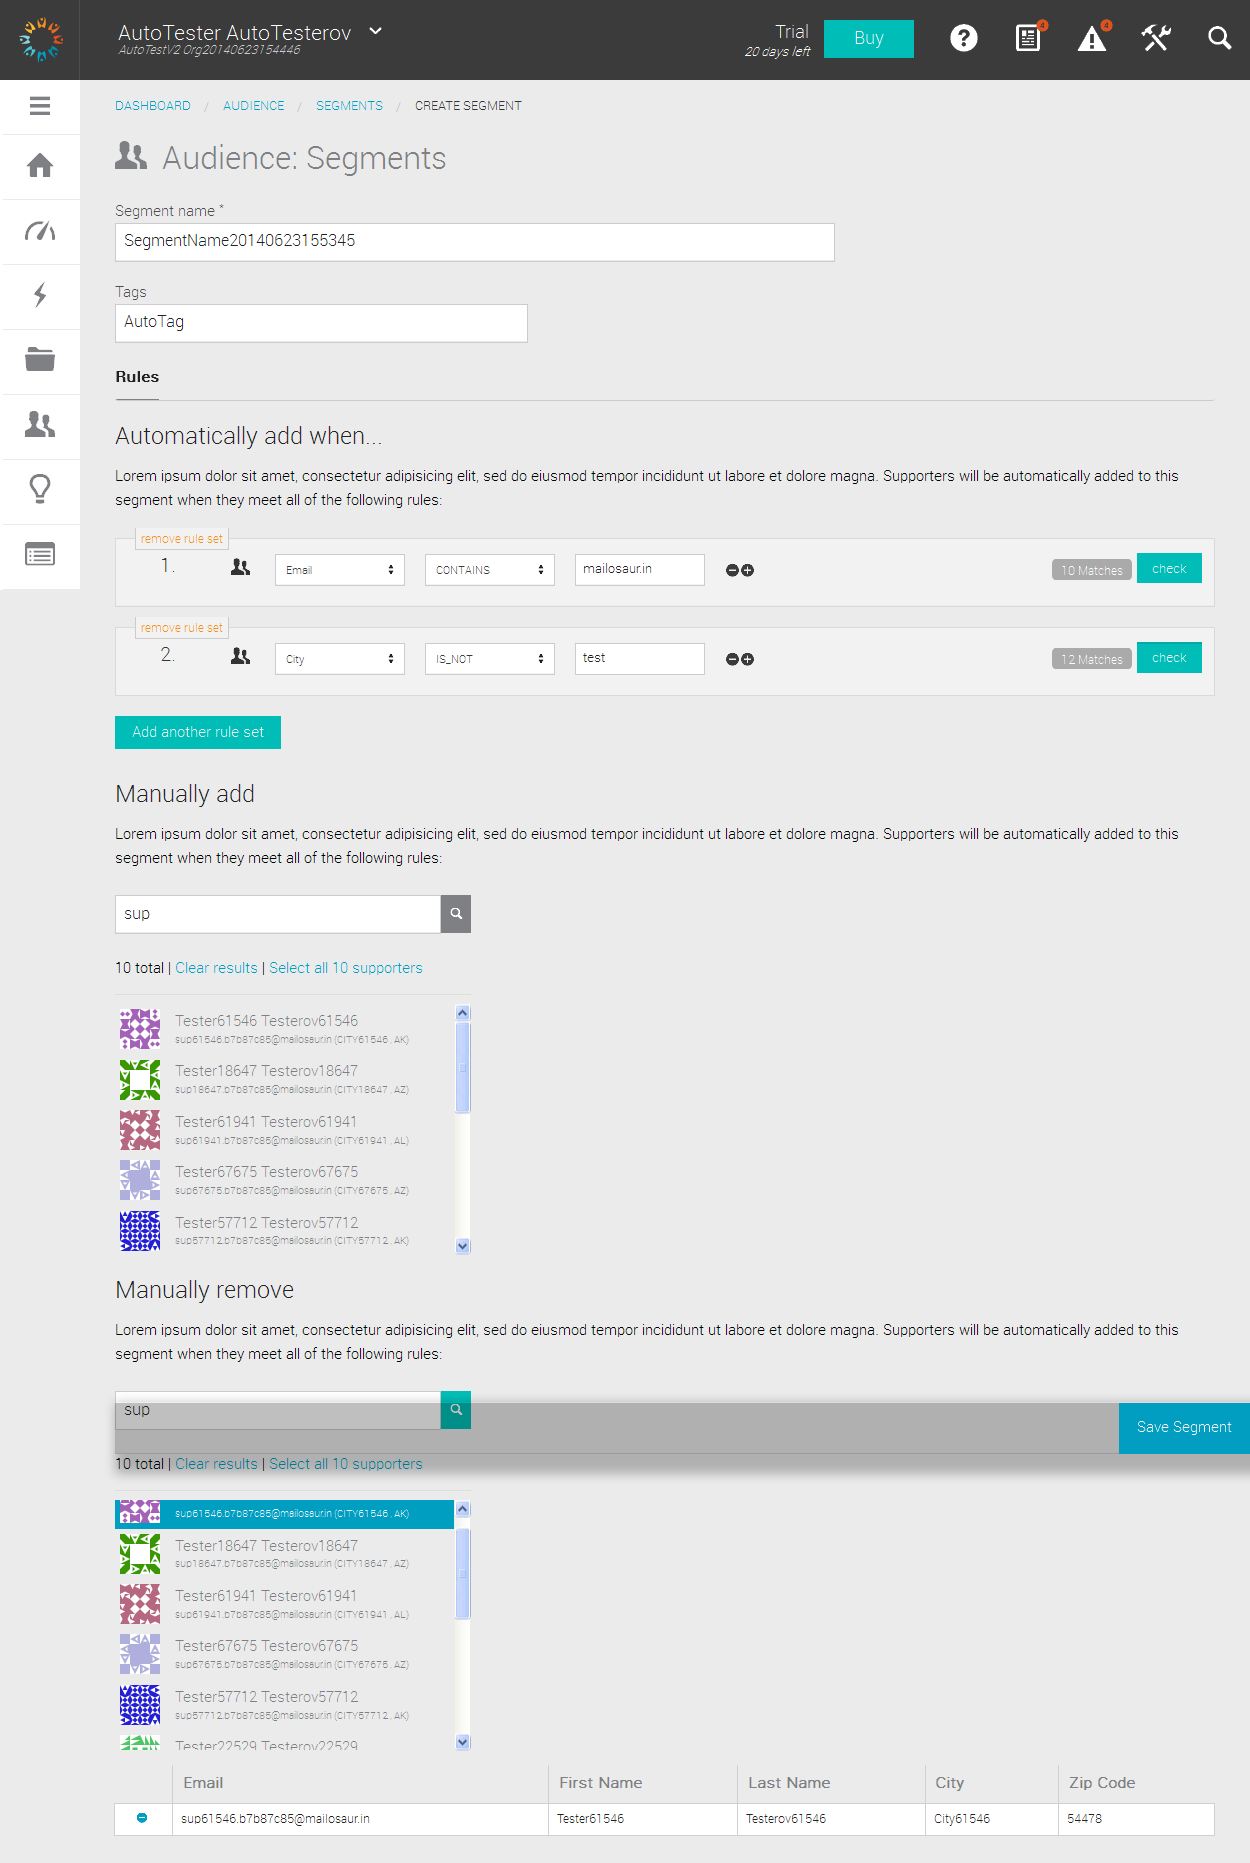 AutoTester AutoTesterov
AutoTestV2 Org20140623154446
Trial
20 days left
Buy
4
4
DASHBOARD / AUDIENCE / SEGMENTS / CREATE SEGMENT
Audience: Segments
Segment name *
SegmentName20140623155345
Tags
AutoTag
Rules
Automatically add when...
Lorem ipsum dolor sit amet, consectetur adipisicing elit, sed do eiusmod tempor incididunt ut labore et dolore magna. Supporters will be automatically added to this
segment when they meet all of the following rules:
remove rule set
1. Email CONTAINS mailosaur.in 10 Matches check
remove rule set
2. City IS_NOT test 12 Matches check
Add another rule set
Manually add
Lorem ipsum dolor sit amet, consectetur adipisicing elit, sed do eiusmod tempor incididunt ut labore et dolore magna. Supporters will be automatically added to this
segment when they meet all of the following rules:
sup
10 total | Clear results | Select all 10 supporters
Tester61546 Testerov61546
sup61546.b7b87c85@mailosaur.in (CITY61546 , AK)
Tester18647 Testerov18647
sup18647.b7b87c85@mailosaur.in (CITY18647 , AZ)
Tester61941 Testerov61941
sup61941.b7b87c85@mailosaur.in (CITY61941 , AL)
Tester67675 Testerov67675
sup67675.b7b87c85@mailosaur.in (CITY67675 , AZ)
Tester57712 Testerov57712
sup57712.b7b87c85@mailosaur.in (CITY57712 , AK)
Manually remove
Lorem ipsum dolor sit amet, consectetur adipisicing elit, sed do eiusmod tempor incididunt ut labore et dolore magna. Supporters will be automatically added to this
segment when they meet all of the following rules:
sup
Save Segment
10 total | Clear results | Select all 10 supporters
sup61546.b7b87c85@mailosaur.in (CITY61546 , AK)
Tester18647 Testerov18647
sup18647.b7b87c85@mailosaur.in (CITY18647 , AZ)
Tester61941 Testerov61941
sup61941.b7b87c85@mailosaur.in (CITY61941 , AL)
Tester67675 Testerov67675
sup67675.b7b87c85@mailosaur.in (CITY67675 , AZ)
Tester57712 Testerov57712
sup57712.b7b87c85@mailosaur.in (CITY57712 , AK)
Tester22529 Testerov22529
Email First Name Last Name City Zip Code
sup61546.b7b87c85@mailosaur.in Tester61546 Testerov61546 City61546 54478